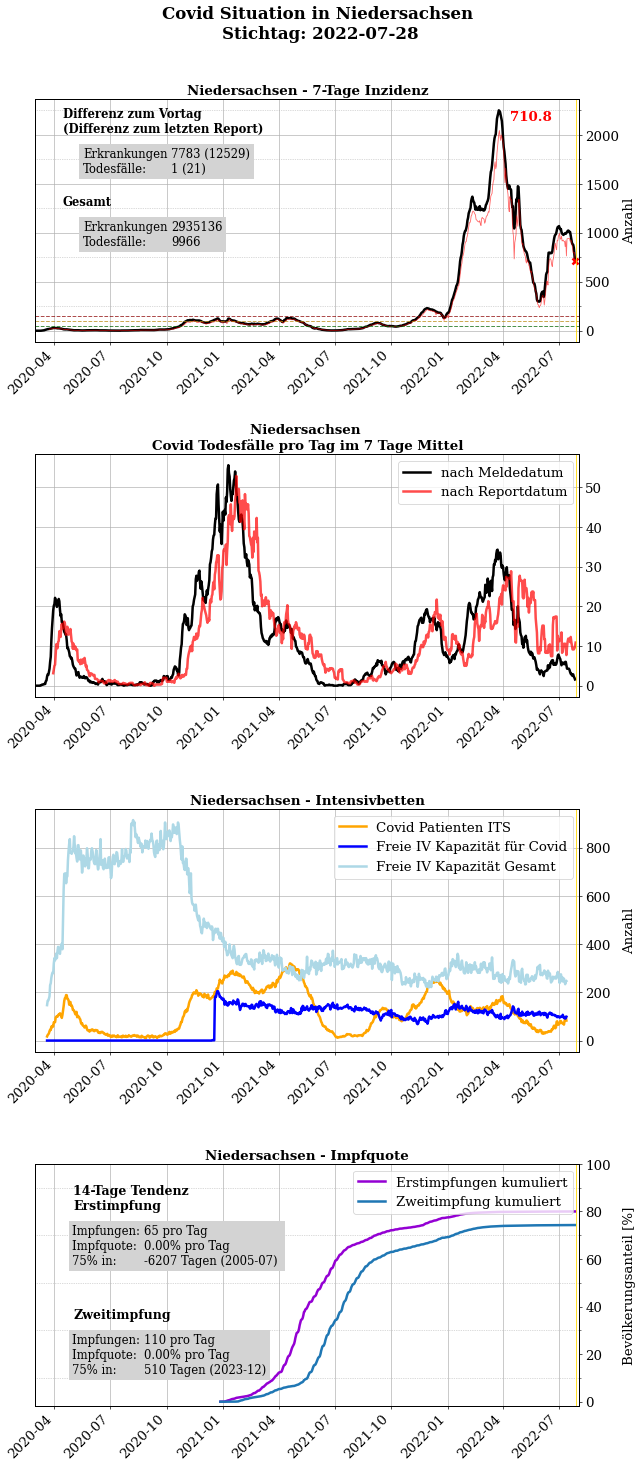 Covid Situation in Niedersachsen
Stichtag: 2022-07-28
Niedersachsen - 7-Tage Inzidenz
Differenz zum Vortag
(Differenz zum letzten Report)
Erkrankungen 7783 (12529)
Todesfälle: 1 (21)
Gesamt
Erkrankungen 2935136
Todesfälle: 9966
710.8
2000
1500
1000
500
0
Anzahl
2020-04
2020-07
2020-10
2021-01
2021-04
2021-07
2021-10
2022-01
2022-04
2022-07
Niedersachsen
Covid Todesfälle pro Tag im 7 Tage Mittel
nach Meldedatum
nach Reportdatum
50
40
30
20
10
0
2020-04
2020-07
2020-10
2021-01
2021-04
2021-07
2021-10
2022-01
2022-04
2022-07
Niedersachsen - Intensivbetten
Covid Patienten ITS
Freie IV Kapazität für Covid
Freie IV Kapazität Gesamt
800
600
400
200
0
Anzahl
2020-04
2020-07
2020-10
2021-01
2021-04
2021-07
2021-10
2022-01
2022-04
2022-07
Niedersachsen - Impfquote
14-Tage Tendenz
Erstimpfung
Impfungen: 65 pro Tag
Impfquote: 0.00% pro Tag
75% in: -6207 Tagen (2005-07)
Zweitimpfung
Impfungen: 110 pro Tag
Impfquote: 0.00% pro Tag
75% in: 510 Tagen (2023-12)
Erstimpfungen kumuliert
Zweitimpfung kumuliert
100
80
60
40
20
0
Bevölkerungsanteil [%]
2020-04
2020-07
2020-10
2021-01
2021-04
2021-07
2021-10
2022-01
2022-04
2022-07